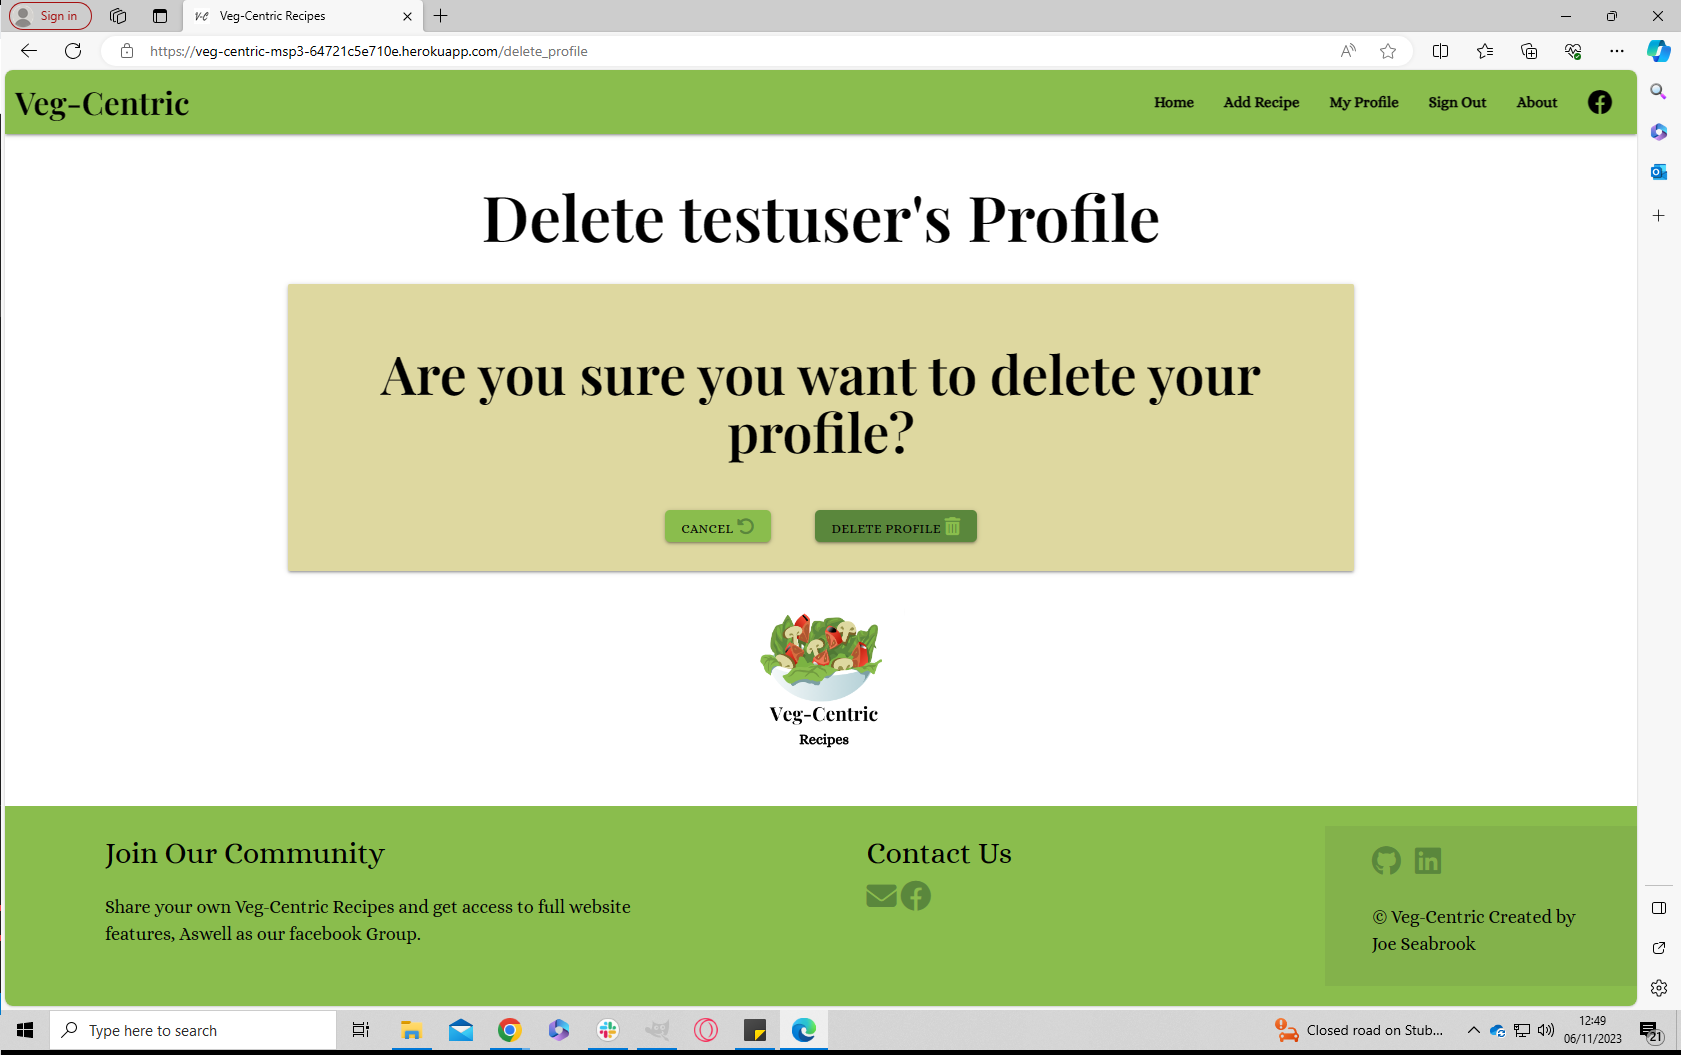 Sign in
V-C Veg-Centric Recipes
https://veg-centric-msp3-64721c5e710e.herokuapp.com/delete_profile
Veg-Centric
Home Add Recipe My Profile Sign Out About
Delete testuser's Profile
Are you sure you want to delete your
profile?
CANCEL DELETE PROFILE
Veg-Centric
Recipes
Join Our Community
Share your own Veg-Centric Recipes and get access to full website
features, Aswell as our facebook Group.
Contact Us
© Veg-Centric Created by
Joe Seabrook
Type here to search
Closed road on Stub...
12:49
06/11/2023
21